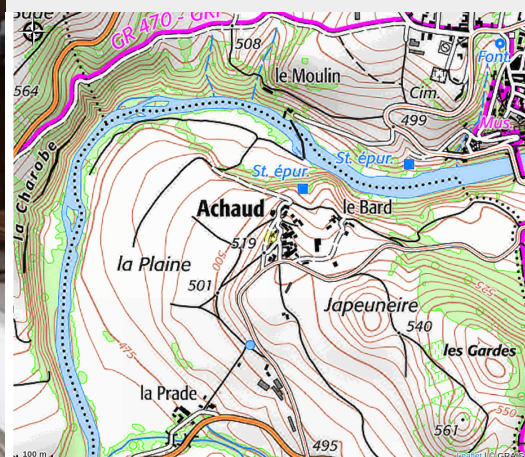 GR 470 - GR
508
le Moulin
564
Font.
Cim.
499
Mus.
la Charobe
St. épur.
St. épur.
Achaud
le Bard
519
la Plaine
500
501
Japeuneire
525
540
475
les Gardes
la Prade
550
561
495
100 m
Leaflet | © GRA